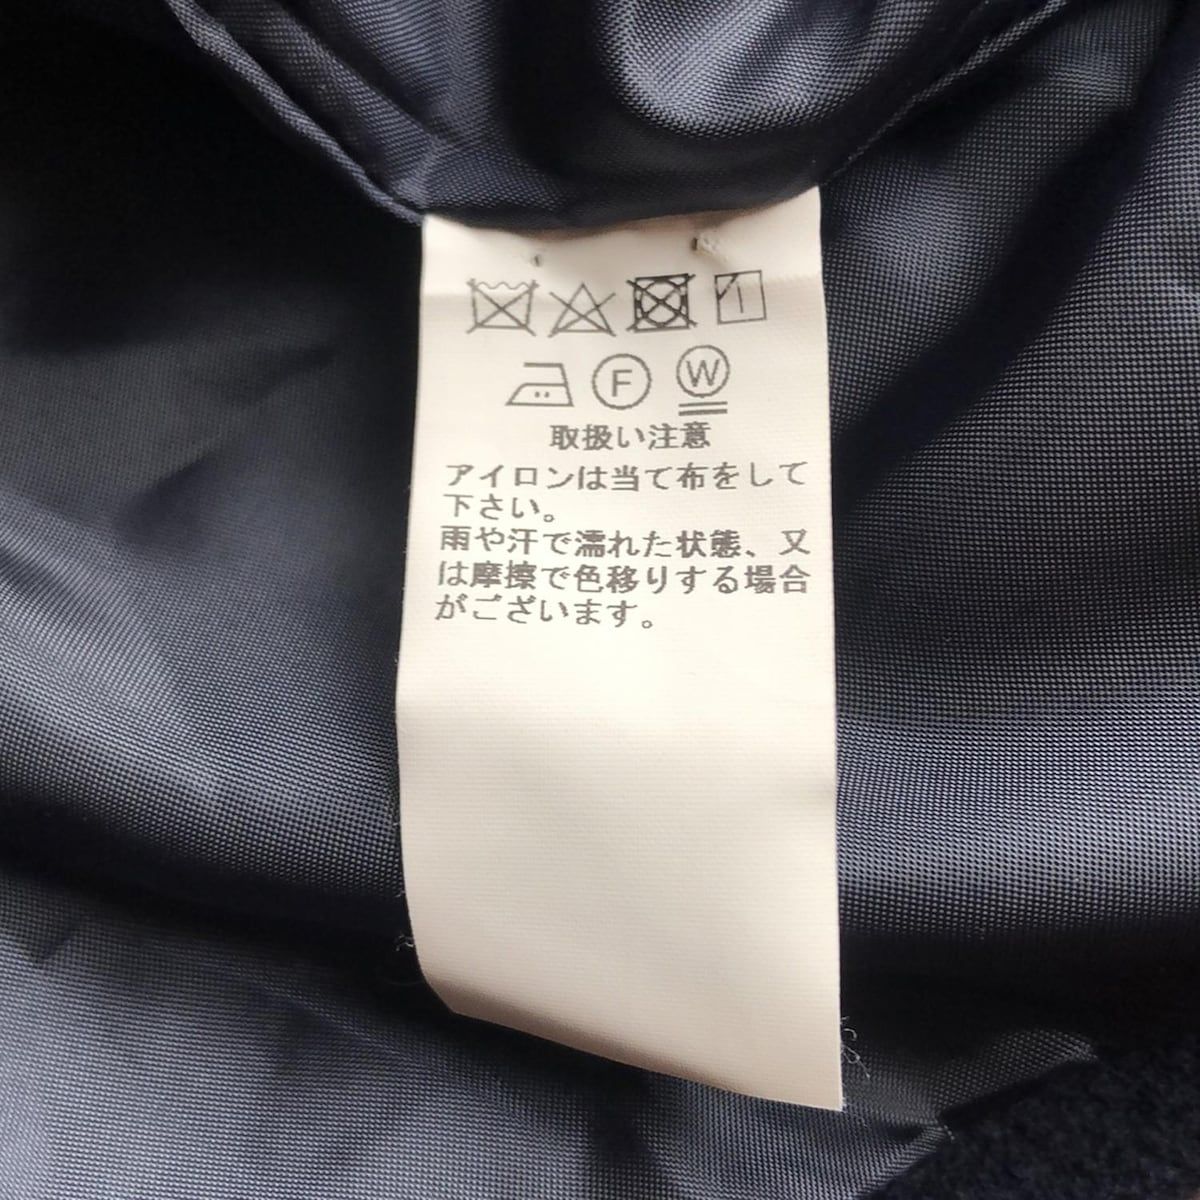 F W
取扱い注意
アイロンは当て布をして
下さい。
雨や汗で濡れた状態、又
は摩擦で色移りする場合
がございます。